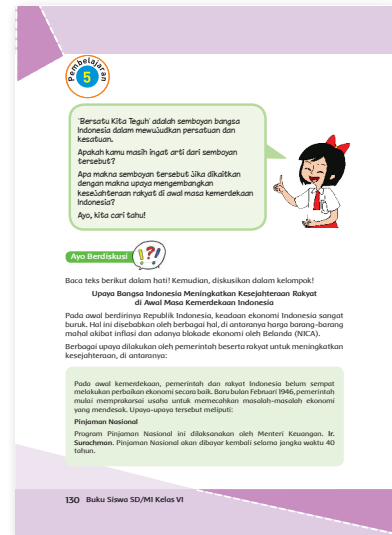 Pembelajaran
5
'Bersatu Kita Teguh' adalah semboyan bangsa
Indonesia dalam mewujudkan persatuan dan
kesatuan.
Apakah kamu masih ingat arti dari semboyan
tersebut?
Apa makna semboyan tersebut jika dikaitkan
dengan makna upaya mengembangkan
kesejahteraan rakyat di awal masa kemerdekaan
Indonesia?
Ayo, kita cari tahu!
Ayo Berdiskusi
!?!
Baca teks berikut dalam hati! Kemudian, diskusikan dalam kelompok!
Upaya Bangsa Indonesia Meningkatkan Kesejahteraan Rakyat
di Awal Masa Kemerdekaan Indonesia
Pada awal berdirinya Republik Indonesia, keadaan ekonomi Indonesia sangat
buruk. Hal ini disebabkan oleh berbagai hal, di antaranya harga barang-barang
mahal akibat inflasi dan adanya blokade ekonomi oleh Belanda (NICA).
Berbagai upaya dilakukan oleh pemerintah beserta rakyat untuk meningkatkan
kesejahteraan, di antaranya:
Pada awal kemerdekaan, pemerintah dan rakyat Indonesia belum sempat
melakukan perbaikan ekonomi secara baik. Baru bulan Februari 1946, pemerintah
mulai memprakarsai usaha untuk memecahkan masalah-masalah ekonomi
yang mendesak. Upaya-upaya tersebut meliputi:
Pinjaman Nasional
Program Pinjaman Nasional ini dilaksanakan oleh Menteri Keuangan, Ir.
Surachman. Pinjaman Nasional akan dibayar kembali selama jangka waktu 40
tahun.
130 Buku Siswa SD/MI Kelas VI